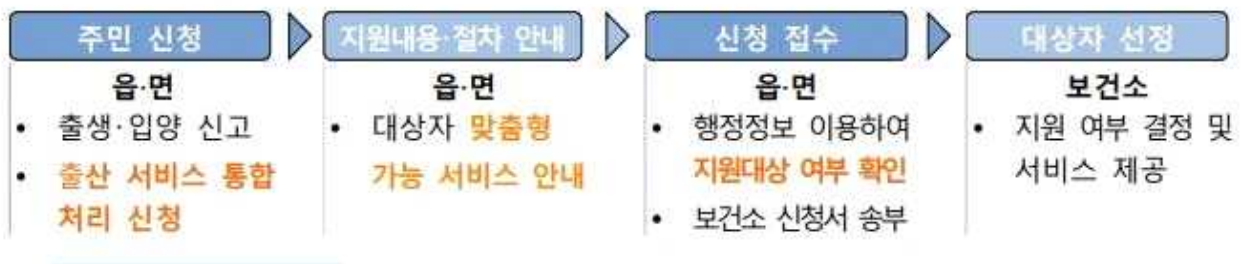 주민 신청
읍·면
• 출생·입양 신고
• 출산 서비스 통합
처리 신청
지원내용·절차 안내
읍·면
• 대상자 맞춤형
가능 서비스 안내
신청 접수
읍·면
• 행정정보 이용하여
지원대상 여부 확인
• 보건소 신청서 송부
대상자 선정
보건소
• 지원 여부 결정 및
서비스 제공